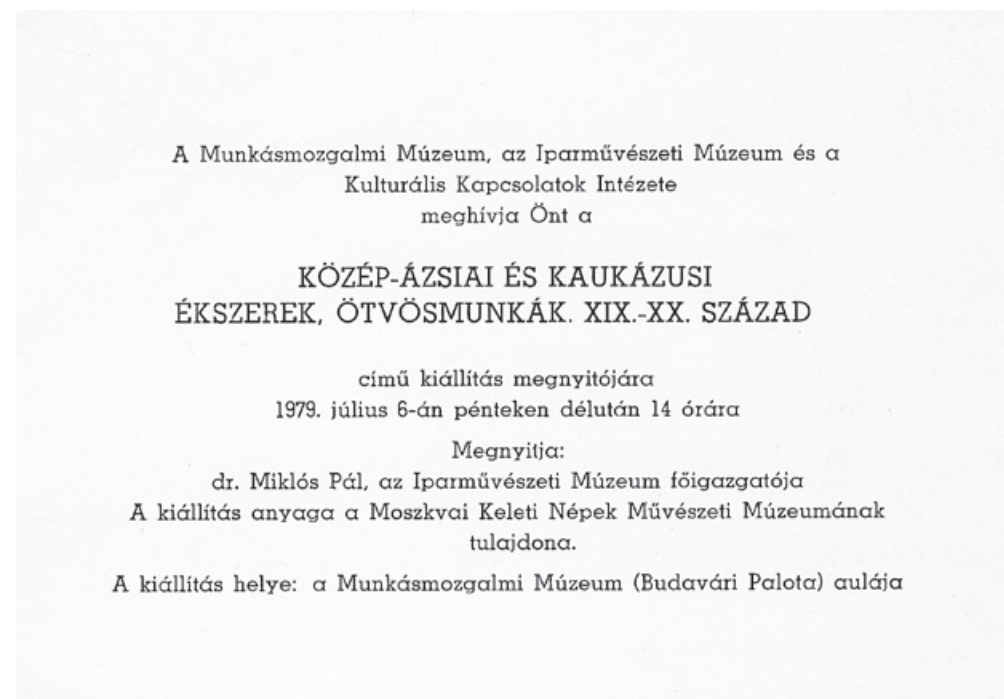 A Munkásmozgalmi Múzeum, az Iparművészeti Múzeum és a
Kulturális Kapcsolatok Intézete
meghívja Önt a
KÖZÉP-ÁZSIAI ÉS KAUKÁZUSI
ÉKSZEREK, ÖTVÖSMUNKÁK. XIX.-XX. SZÁZAD
című kiállítás megnyitójára
1979. július 6-án pénteken délután 14 órára
Megnyitja:
dr. Miklós Pál, az Iparművészeti Múzeum főigazgatója
A kiállítás anyaga a Moszkvai Keleti Népek Művészeti Múzeumának
tulajdona.
A kiállítás helye: a Munkásmozgalmi Múzeum (Budavári Palota) aulája